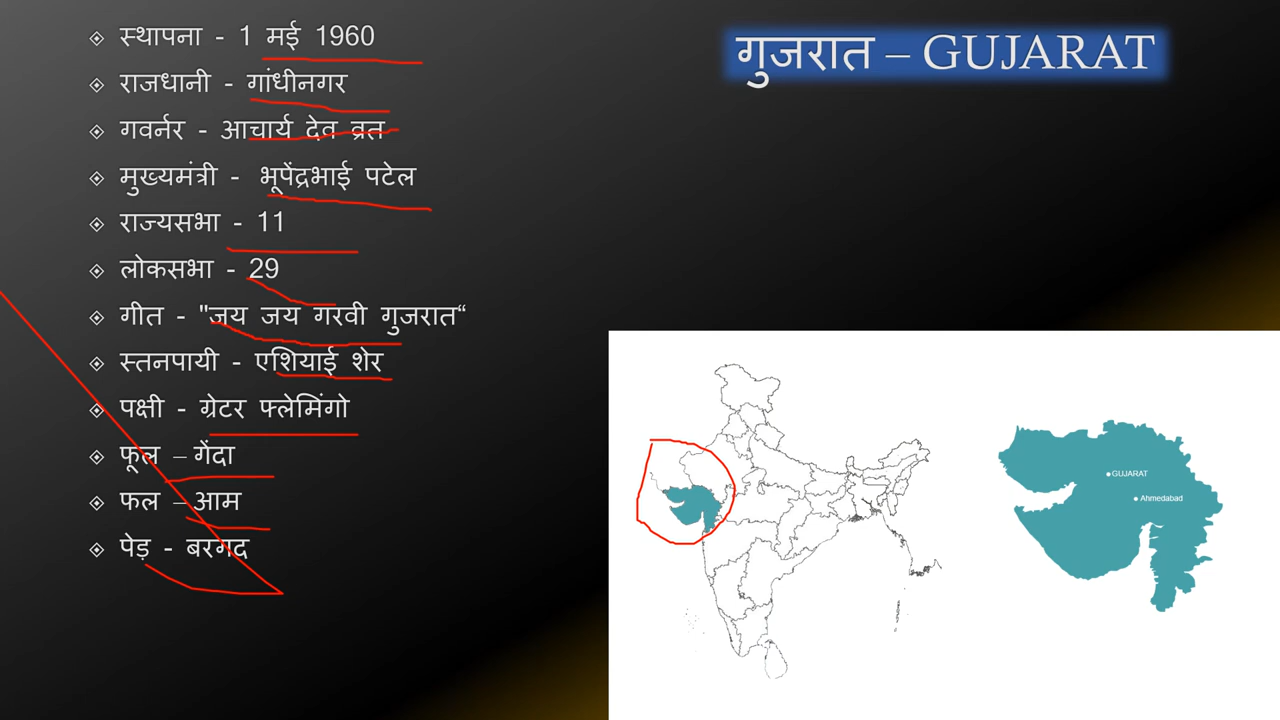 गुजरात – GUJARAT
स्थापना - 1 मई 1960
राजधानी - गांधीनगर
गवर्नर - आचार्य देव व्रत
मुख्यमंत्री - भूपेंद्रभाई पटेल
राज्यसभा - 11
लोकसभा - 29
गीत - "जय जय गरवी गुजरात“
स्तनपायी - एशियाई शेर
पक्षी - ग्रेटर फ्लेमिंगो
फूल – गेंदा
फल – आम
पेड़ - बरगद
GUJARAT
Ahmedabad